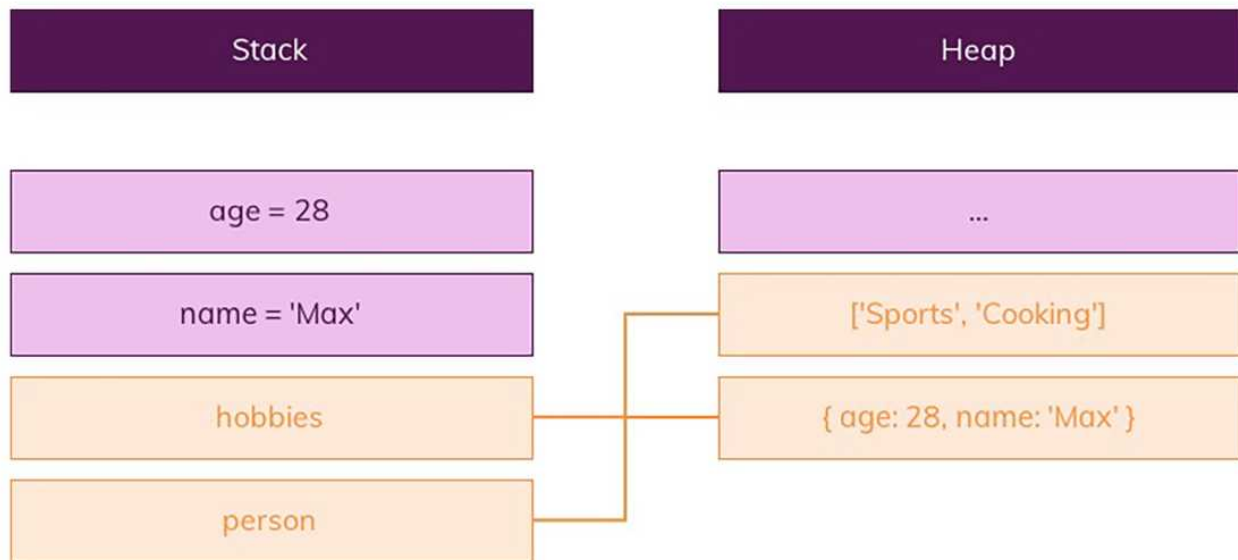 Stack
Heap
age = 28
...
name = 'Max'
['Sports', 'Cooking']
hobbies
{ age: 28, name: 'Max' }
person